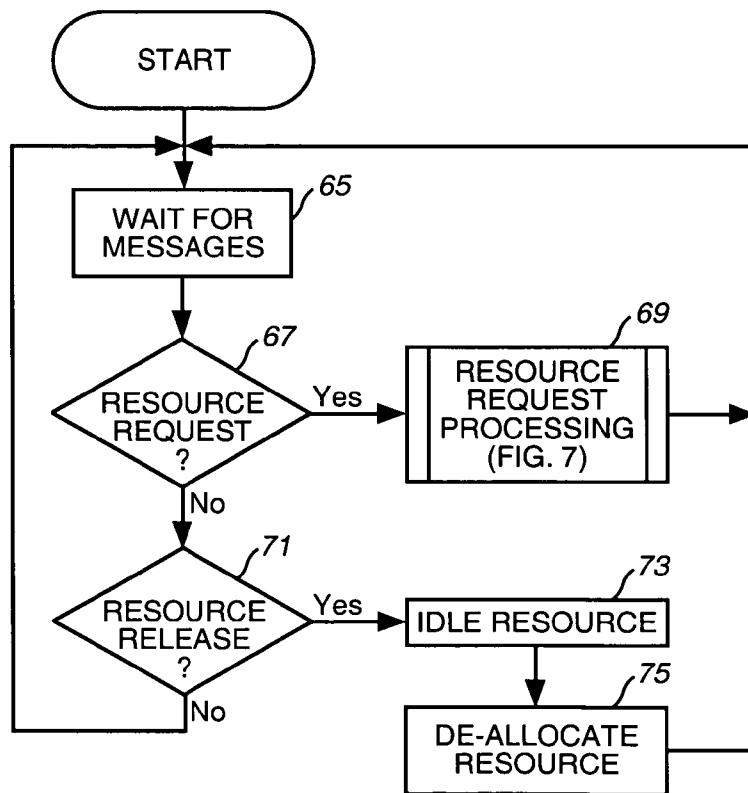 START
65
WAIT FOR
MESSAGES
67
RESOURCE
REQUEST
?
Yes
69
RESOURCE
REQUEST
PROCESSING
(FIG. 7)
No
71
RESOURCE
RELEASE
?
Yes
73
IDLE RESOURCE
No
75
DE-ALLOCATE
RESOURCE